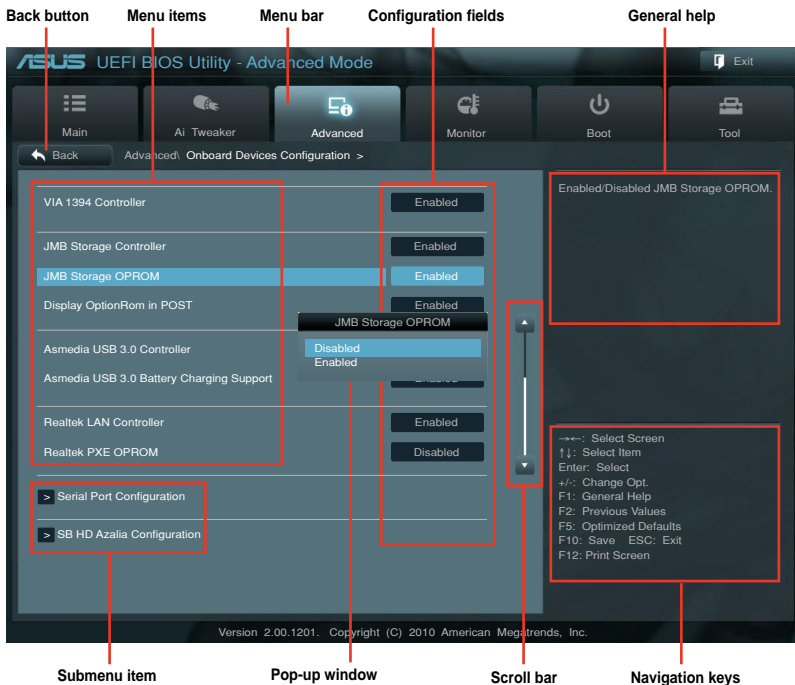 Back button Menu items Menu bar Configuration fields General help
ASUS UEFI BIOS Utility - Advanced Mode Exit
Main Ai Tweaker Advanced Monitor Boot Tool
Back Advanced\ Onboard Devices Configuration >
VIA 1394 Controller Enabled
Enabled/Disabled JMB Storage OPROM.
JMB Storage Controller Enabled
JMB Storage OPROM Enabled
Display OptionRom in POST Enabled
JMB Storage OPROM
Disabled
Enabled
Asmedia USB 3.0 Controller
Asmedia USB 3.0 Battery Charging Support Enabled
Realtek LAN Controller Enabled
Realtek PXE OPROM Disabled
> Serial Port Configuration
> SB HD Azalia Configuration
→←: Select Screen
↑↓: Select Item
Enter: Select
+/-: Change Opt.
F1: General Help
F2: Previous Values
F5: Optimized Defaults
F10: Save ESC: Exit
F12: Print Screen
Version 2.00.1201. Copyright (C) 2010 American Megatrends, Inc.
Submenu item Pop-up window Scroll bar Navigation keys